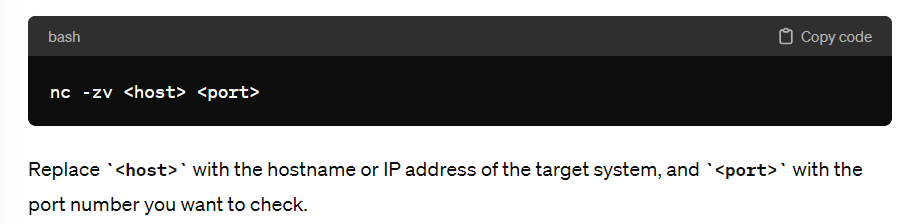 bash
Copy code
nc -zv <host> <port>
Replace `<host>` with the hostname or IP address of the target system, and `<port>` with the
port number you want to check.